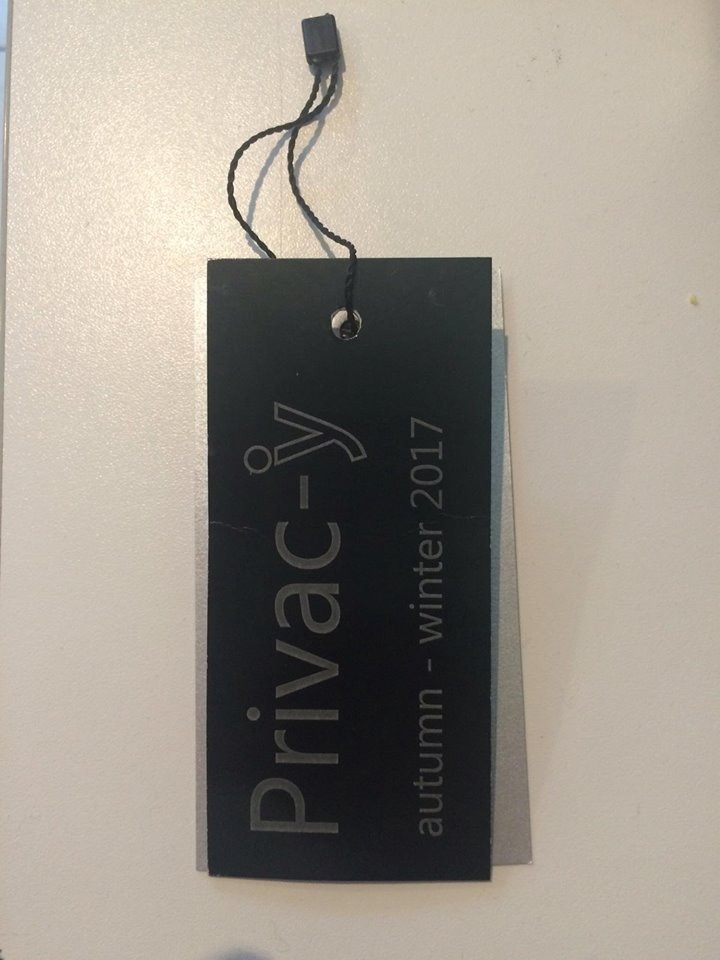 Privac-ẙ
autumn - winter 2017